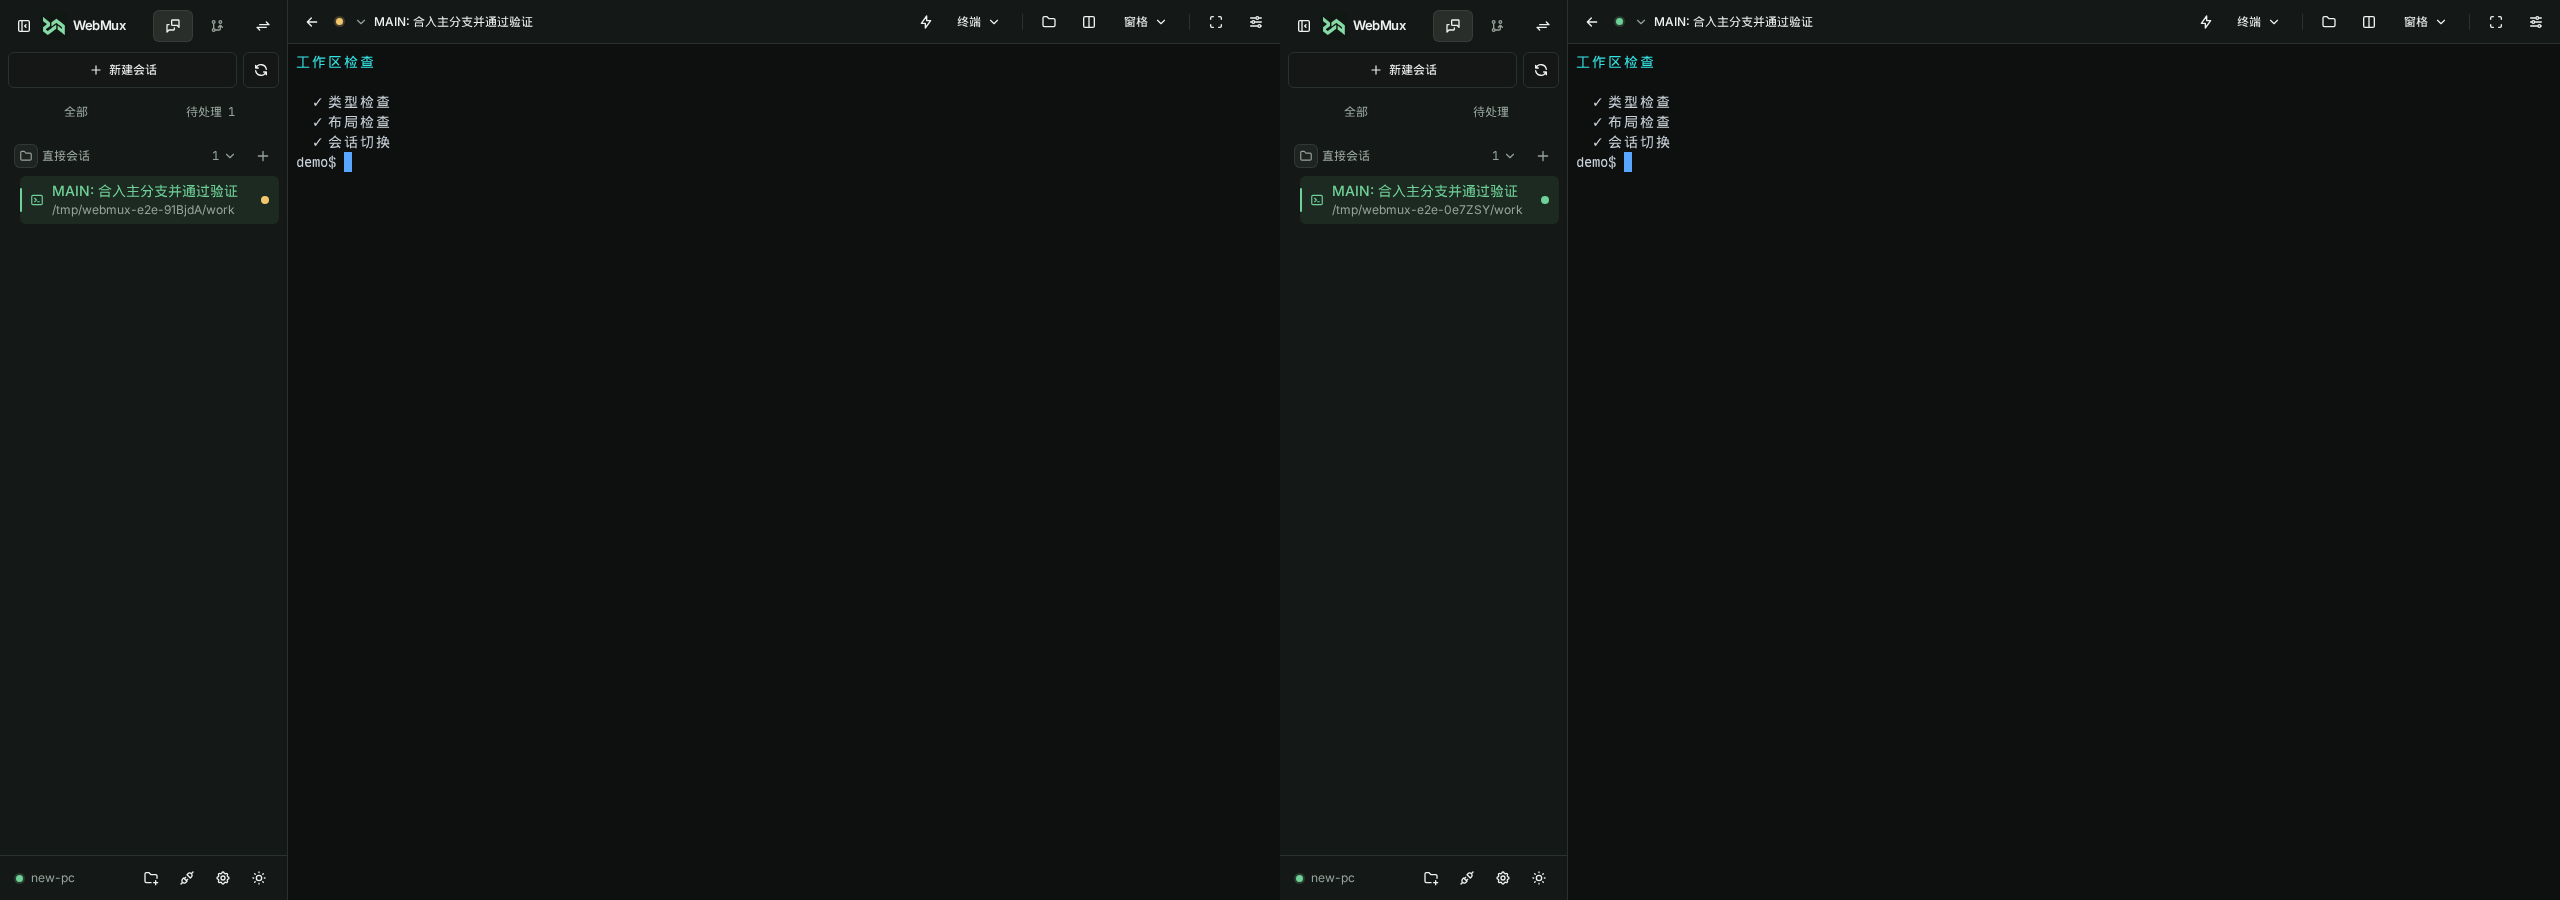 WebMux
新建会话
全部 待处理 1
直接会话 1
MAIN: 合入主分支并通过验证
/tmp/webmux-e2e-91BjdA/work
new-pc
MAIN: 合入主分支并通过验证 终端 窗格
工作区检查
✓ 类型检查
✓ 布局检查
✓ 会话切换
demo$
WebMux
新建会话
全部 待处理
直接会话 1
MAIN: 合入主分支并通过验证
/tmp/webmux-e2e-0e7ZSY/work
new-pc
MAIN: 合入主分支并通过验证 终端 窗格
工作区检查
✓ 类型检查
✓ 布局检查
✓ 会话切换
demo$